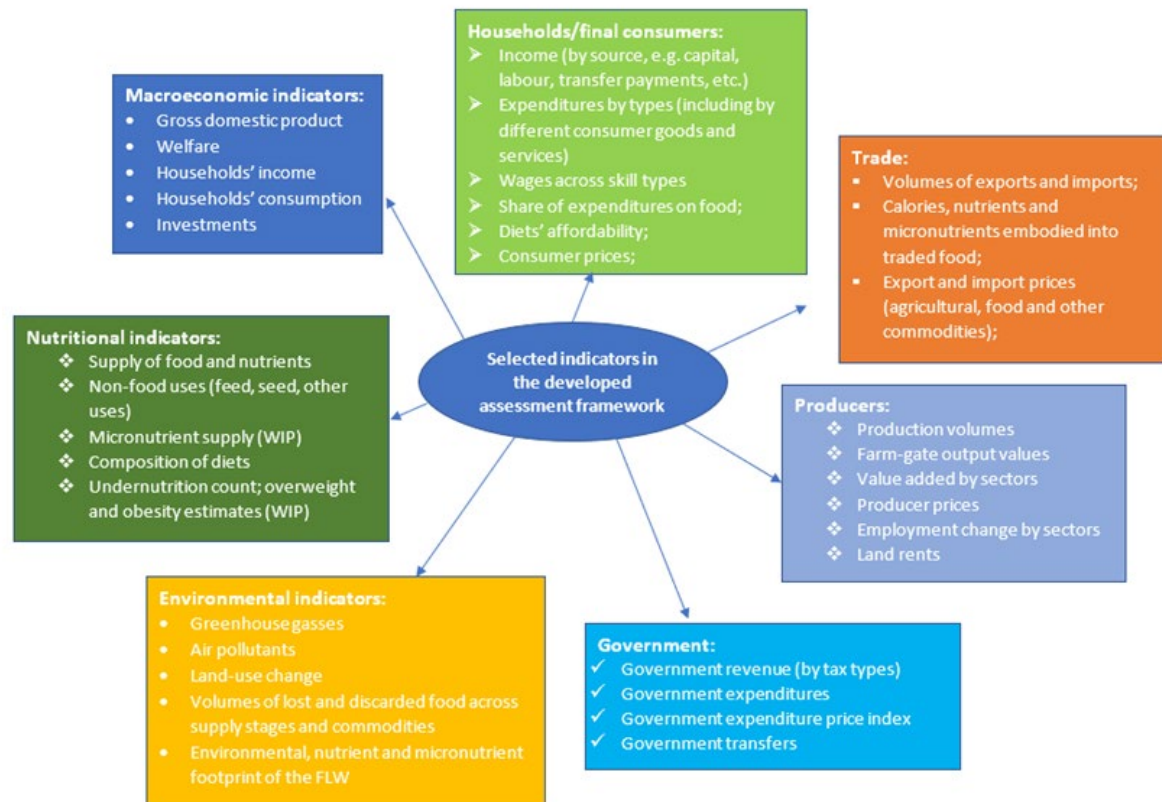 Households/final consumers:
➤ Income (by source, e.g. capital,
labour, transfer payments, etc.)
➤ Expenditures by types (including by
different consumer goods and
services)
➤ Wages across skill types
➤ Share of expenditures on food;
➤ Diets' affordability;
➤ Consumer prices;
Macroeconomic indicators:
• Gross domestic product
• Welfare
• Households' income
• Households' consumption
• Investments
Trade:
▪ Volumes of exports and imports;
▪ Calories, nutrients and
micronutrients embodied into
traded food;
▪ Export and import prices
(agricultural, food and other
commodities);
Nutritional indicators:
❖ Supply of food and nutrients
❖ Non-food uses (feed, seed, other
uses)
❖ Micronutrient supply (WIP)
❖ Composition of diets
❖ Undernutrition count; overweight
and obesity estimates (WIP)
Selected indicators in
the developed
assessment framework
Producers:
❖ Production volumes
❖ Farm-gate output values
❖ Value added by sectors
❖ Producer prices
❖ Employment change by sectors
❖ Land rents
Environmental indicators:
• Greenhouse gasses
• Air pollutants
• Land-use change
• Volumes of lost and discarded food across
supply stages and commodities
• Environmental, nutrient and micronutrient
footprint of the FLW
Government:
✓ Government revenue (by tax types)
✓ Government expenditures
✓ Government expenditure price index
✓ Government transfers